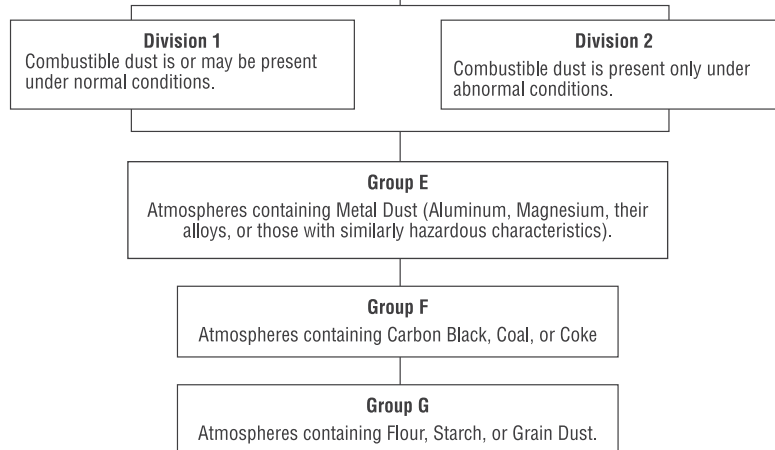 Division 1
Combustible dust is or may be present
under normal conditions.
Division 2
Combustible dust is present only under
abnormal conditions.
Group E
Atmospheres containing Metal Dust (Aluminum, Magnesium, their
alloys, or those with similarly hazardous characteristics).
Group F
Atmospheres containing Carbon Black, Coal, or Coke
Group G
Atmospheres containing Flour, Starch, or Grain Dust.